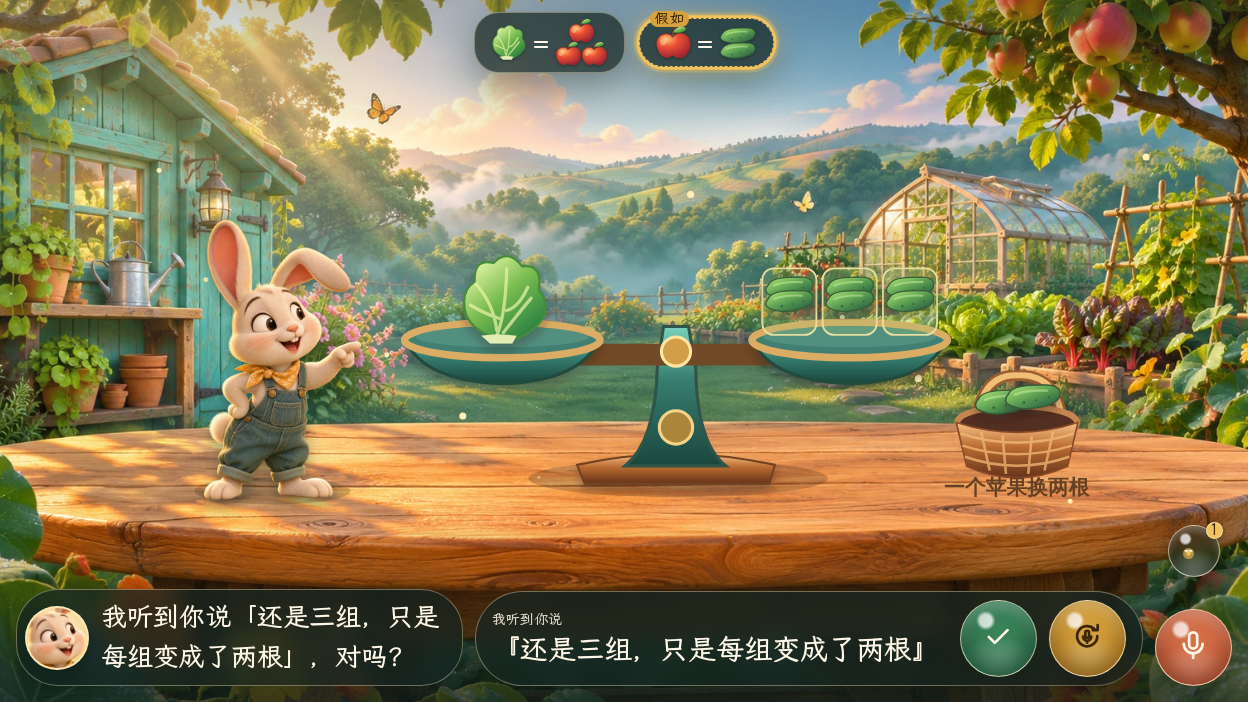 =
假如
=
一个苹果换两根
1
我听到你说「还是三组，只是
每组变成了两根」，对吗？
我听到你说
『还是三组，只是每组变成了两根』